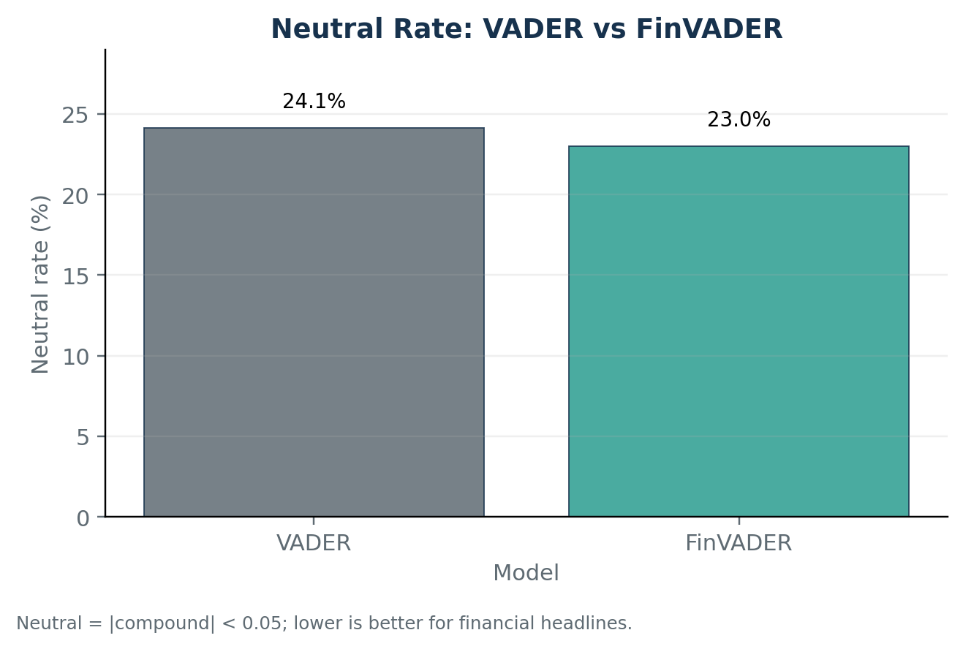 Neutral Rate: VADER vs FinVADER
24.1%
23.0%
25
20
15
10
5
0
Neutral rate (%)
VADER
FinVADER
Model
Neutral = |compound| < 0.05; lower is better for financial headlines.